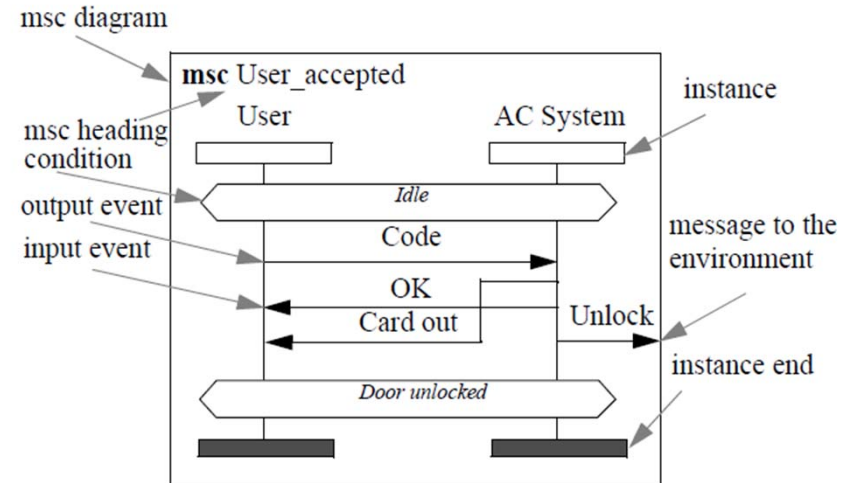 msc diagram
msc User_accepted
instance
User
AC System
msc heading
condition
Idle
output event
Code
message to the
environment
input event
OK
Card out
Unlock
instance end
Door unlocked